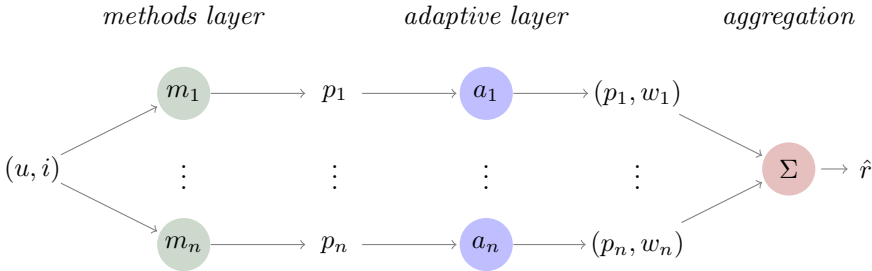 methods layer adaptive layer aggregation
m₁ p₁ a₁ (p₁, w₁)
(u, i) ⋮ ⋮ ⋮ ⋮ Σ r̂
mₙ pₙ aₙ (pₙ, wₙ)